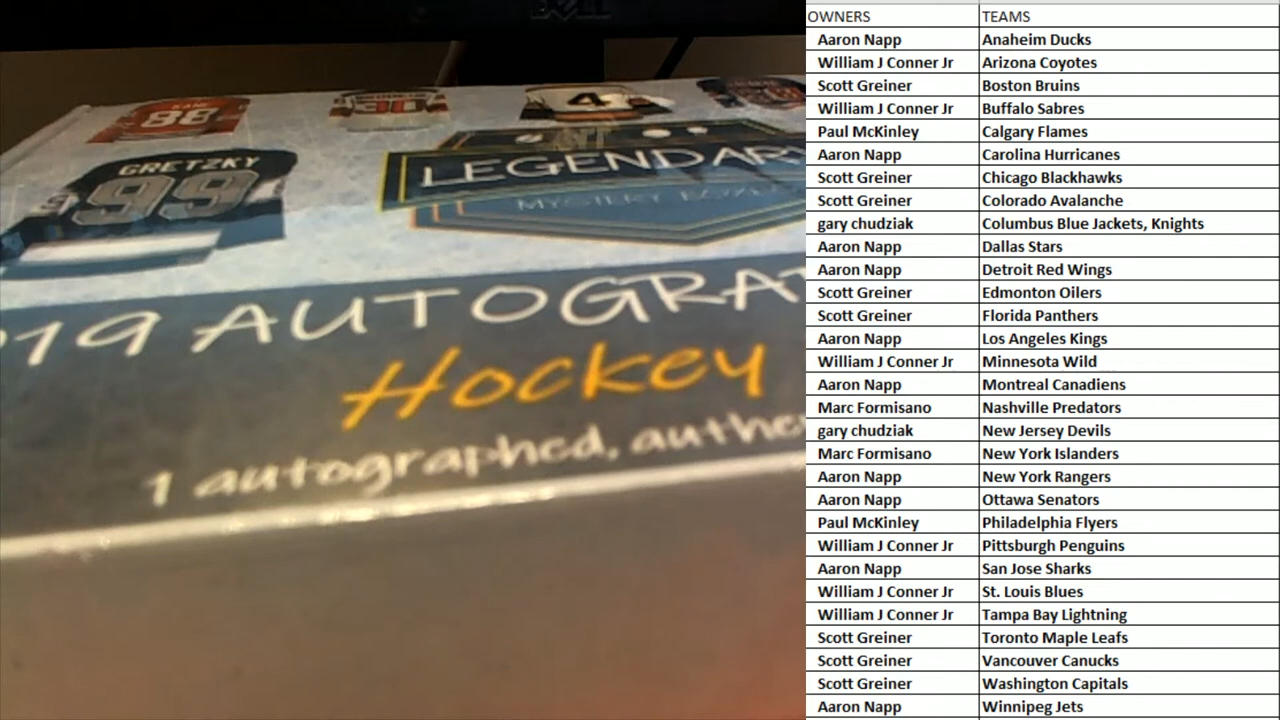 DELL
KANE
88
30
4
GRETZKY
99
LEGENDARY
MYSTERY
19 AUTOGRA
Hockey
1 autographed, authe
OWNERS TEAMS
Aaron Napp Anaheim Ducks
William J Conner Jr Arizona Coyotes
Scott Greiner Boston Bruins
William J Conner Jr Buffalo Sabres
Paul McKinley Calgary Flames
Aaron Napp Carolina Hurricanes
Scott Greiner Chicago Blackhawks
Scott Greiner Colorado Avalanche
gary chudziak Columbus Blue Jackets, Knights
Aaron Napp Dallas Stars
Aaron Napp Detroit Red Wings
Scott Greiner Edmonton Oilers
Scott Greiner Florida Panthers
Aaron Napp Los Angeles Kings
William J Conner Jr Minnesota Wild
Aaron Napp Montreal Canadiens
Marc Formisano Nashville Predators
gary chudziak New Jersey Devils
Marc Formisano New York Islanders
Aaron Napp New York Rangers
Aaron Napp Ottawa Senators
Paul McKinley Philadelphia Flyers
William J Conner Jr Pittsburgh Penguins
Aaron Napp San Jose Sharks
William J Conner Jr St. Louis Blues
William J Conner Jr Tampa Bay Lightning
Scott Greiner Toronto Maple Leafs
Scott Greiner Vancouver Canucks
Scott Greiner Washington Capitals
Aaron Napp Winnipeg Jets